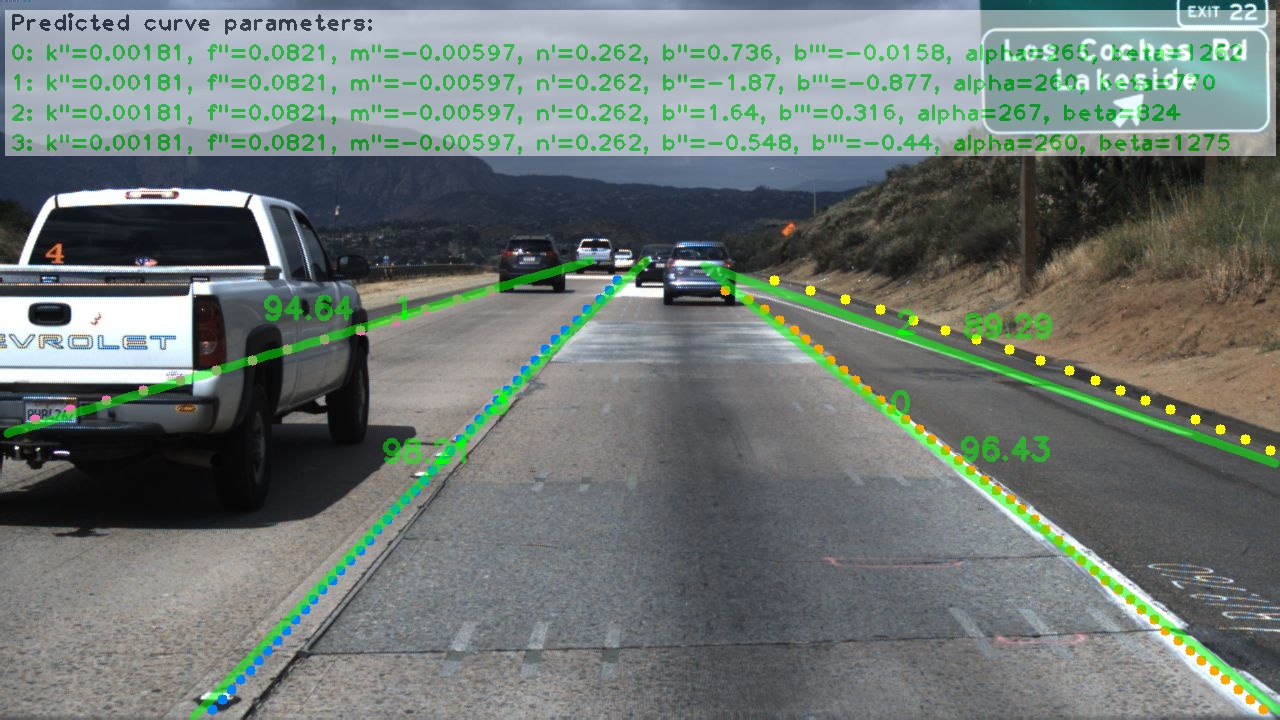 Predicted curve parameters:
EXIT 22
0: k''=0.00181, f''=0.0821, m''=-0.00597, n'=0.262, b''=0.736, b'''=-0.0158, alpha=265, beta=1262
Los Coches Rd
1: k''=0.00181, f''=0.0821, m''=-0.00597, n'=0.262, b''=-1.87, b'''=-0.877, alpha=260,
Lakeside
2: k''=0.00181, f''=0.0821, m''=-0.00597, n'=0.262, b''=1.64, b'''=0.316, alpha=267, beta=824
3: k''=0.00181, f''=0.0821, m''=-0.00597, n'=0.262, b''=-0.548, b'''=-0.44, alpha=260, beta=1275
4
94.64
1
2
89.29
EVROLET
0
96.43